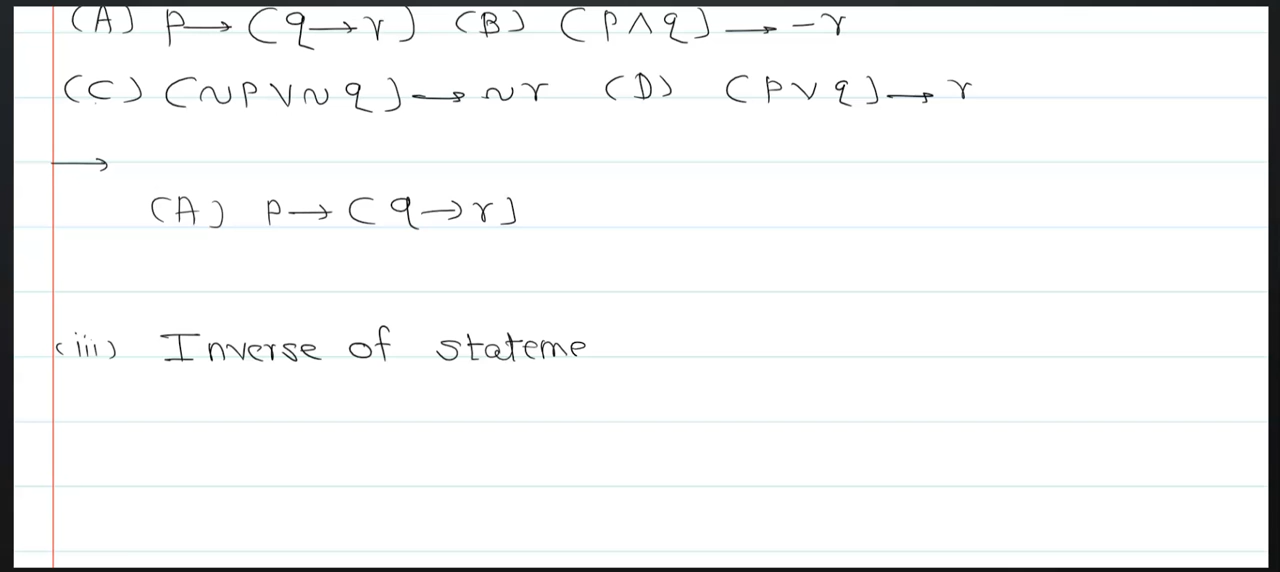 (A) p→(q→r) (B) (p∧q)→-r
(C) (~p∨~q)→~r (D) (p∨q)→r
→
(A) p→(q→r)
(iii) Inverse of stateme